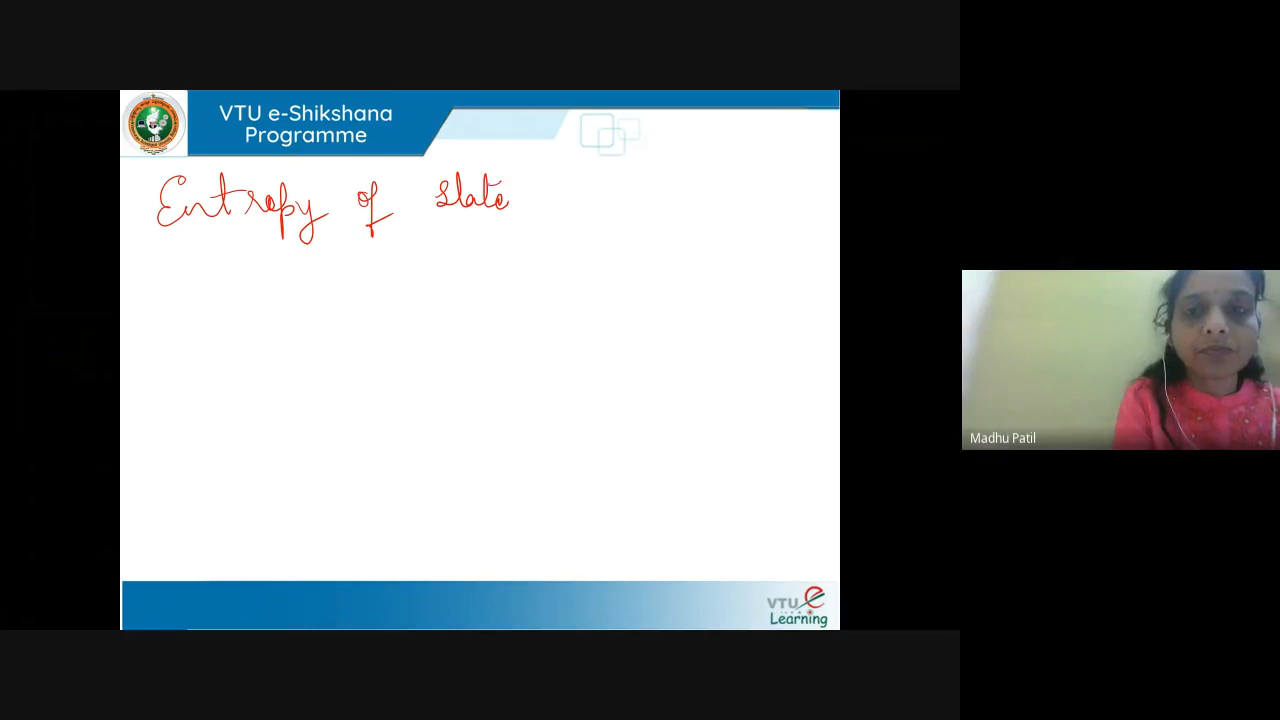 VTU e-Shikshana
Programme
Entropy of state
Madhu Patil
VTU e
Learning